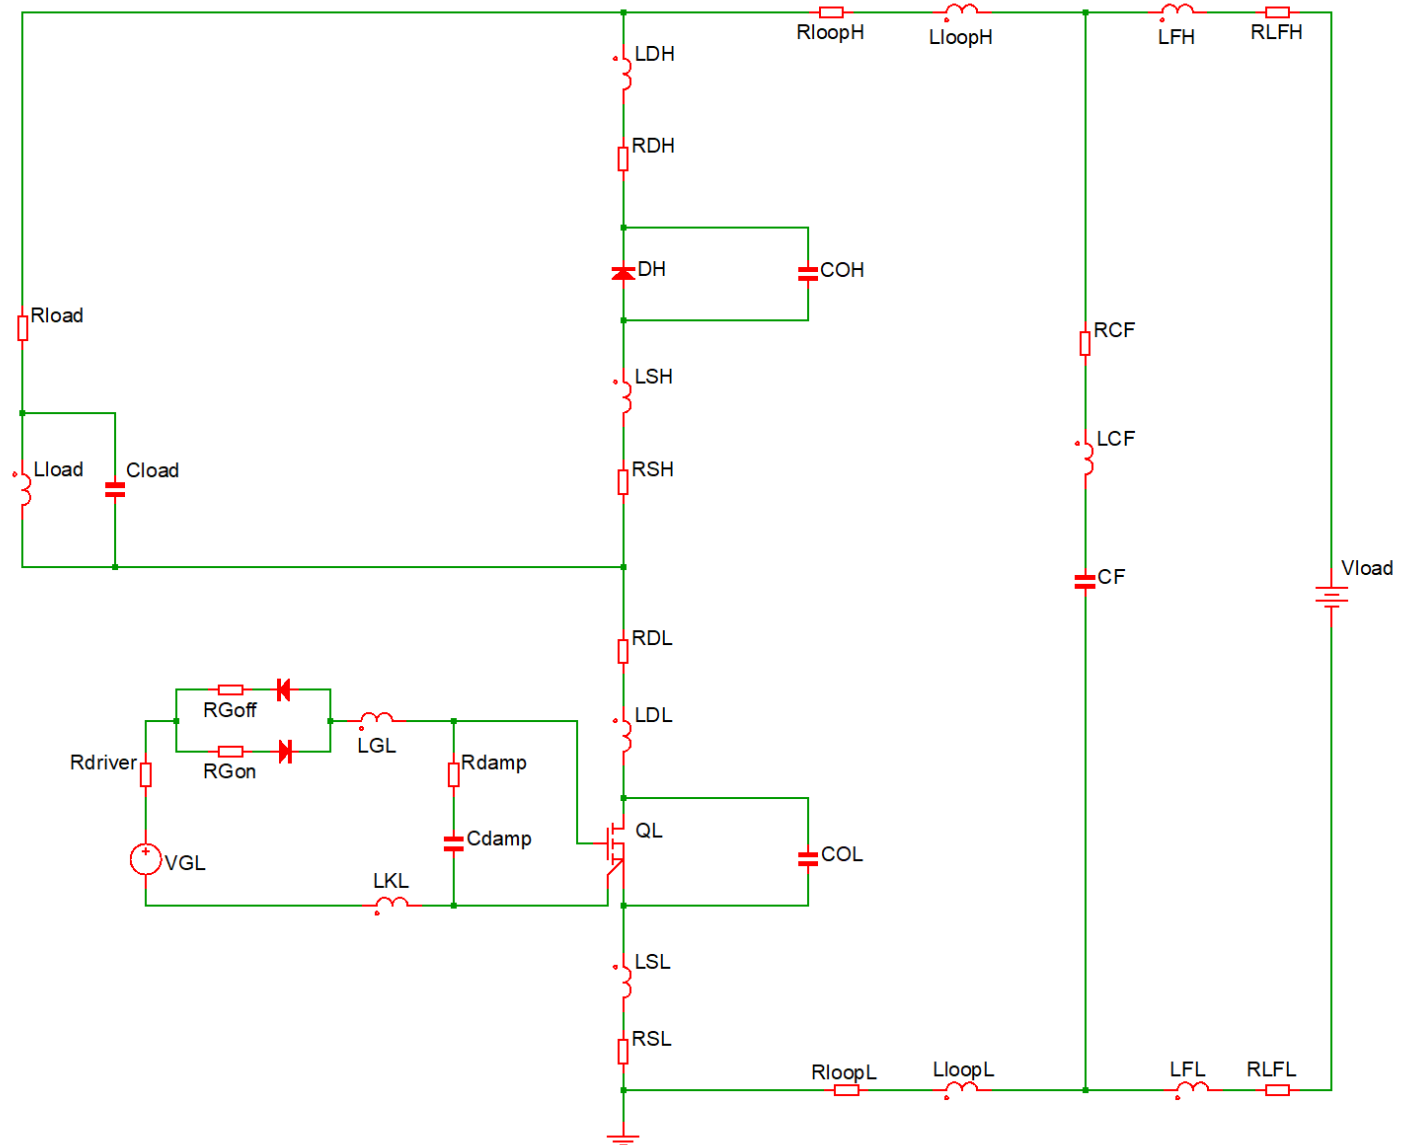 RloopH
LloopH
LFH
RLFH
LDH
RDH
DH
COH
Rload
RCF
LSH
LCF
Lload
Cload
RSH
Vload
CF
RDL
RGoff
LDL
LGL
Rdriver
RGon
Rdamp
QL
Cdamp
VGL
COL
LKL
LSL
RSL
RloopL
LloopL
LFL
RLFL